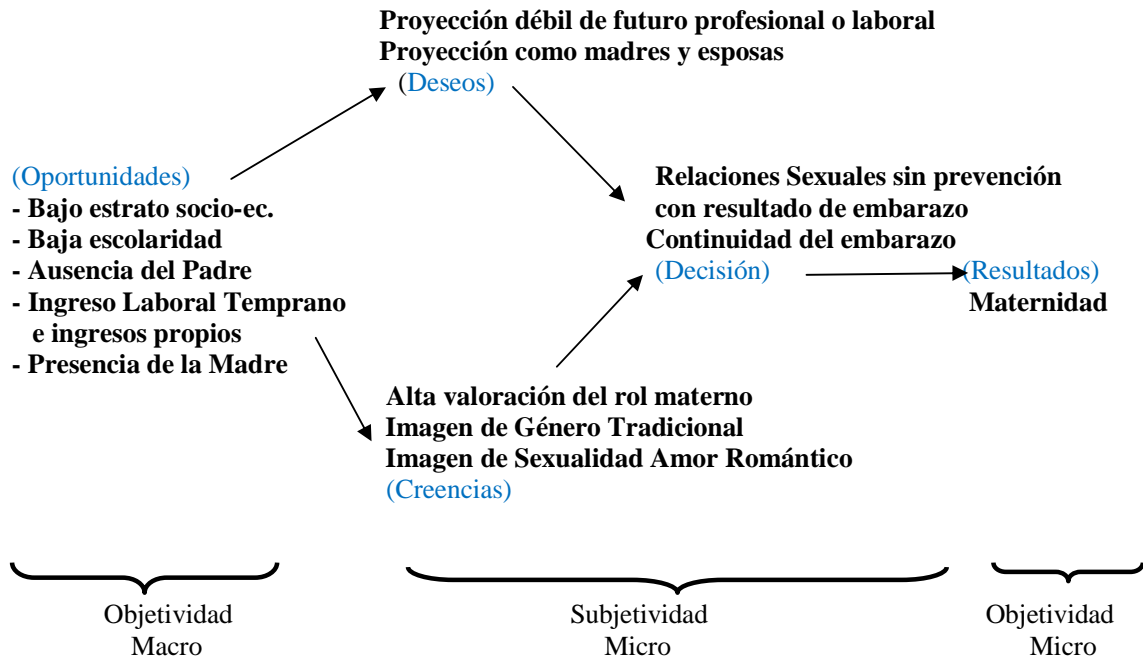 Proyección débil de futuro profesional o laboral
Proyección como madres y esposas
(Deseos)
(Oportunidades)
- Bajo estrato socio-ec.
- Baja escolaridad
- Ausencia del Padre
- Ingreso Laboral Temprano
e ingresos propios
- Presencia de la Madre
Relaciones Sexuales sin prevención
con resultado de embarazo
Continuidad del embarazo
(Decisión)
(Resultados)
Maternidad
Alta valoración del rol materno
Imagen de Género Tradicional
Imagen de Sexualidad Amor Romántico
(Creencias)
Objetividad
Macro
Subjetividad
Micro
Objetividad
Micro